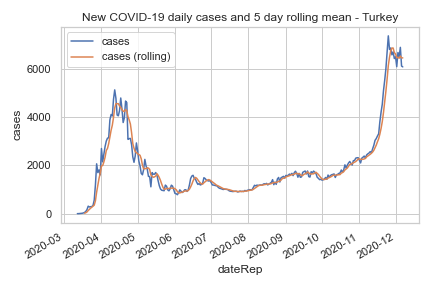 New COVID-19 daily cases and 5 day rolling mean - Turkey
cases
cases (rolling)
6000
4000
2000
0
cases
2020-03
2020-04
2020-05
2020-06
2020-07
2020-08
2020-09
2020-10
2020-11
2020-12
dateRep